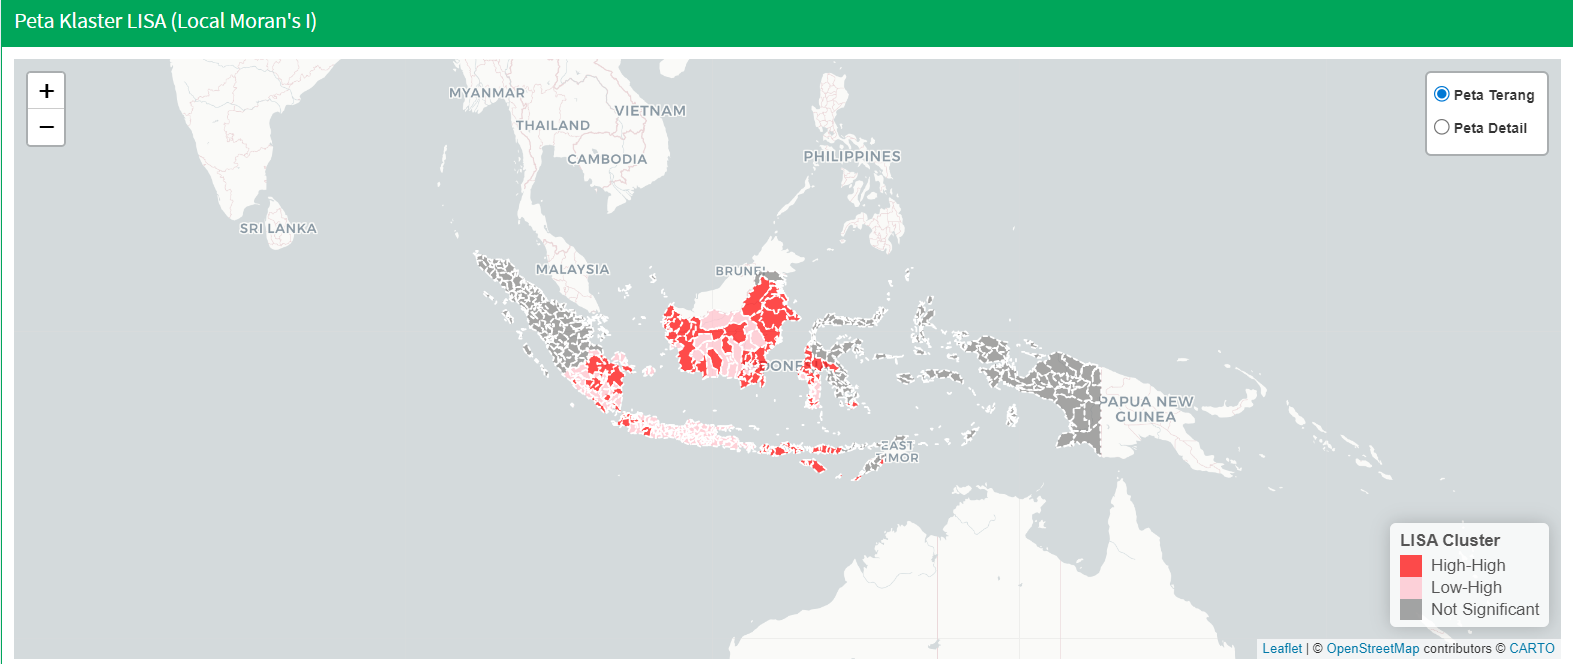 Peta Klaster LISA (Local Moran's I)
+
−
Peta Terang
Peta Detail
MYANMAR
VIETNAM
THAILAND
CAMBODIA
PHILIPPINES
SRI LANKA
MALAYSIA
BRUNEI
DONE
PAPUA NEW
GUINEA
EAST
TIMOR
LISA Cluster
High-High
Low-High
Not Significant
Leaflet | © OpenStreetMap contributors © CARTO